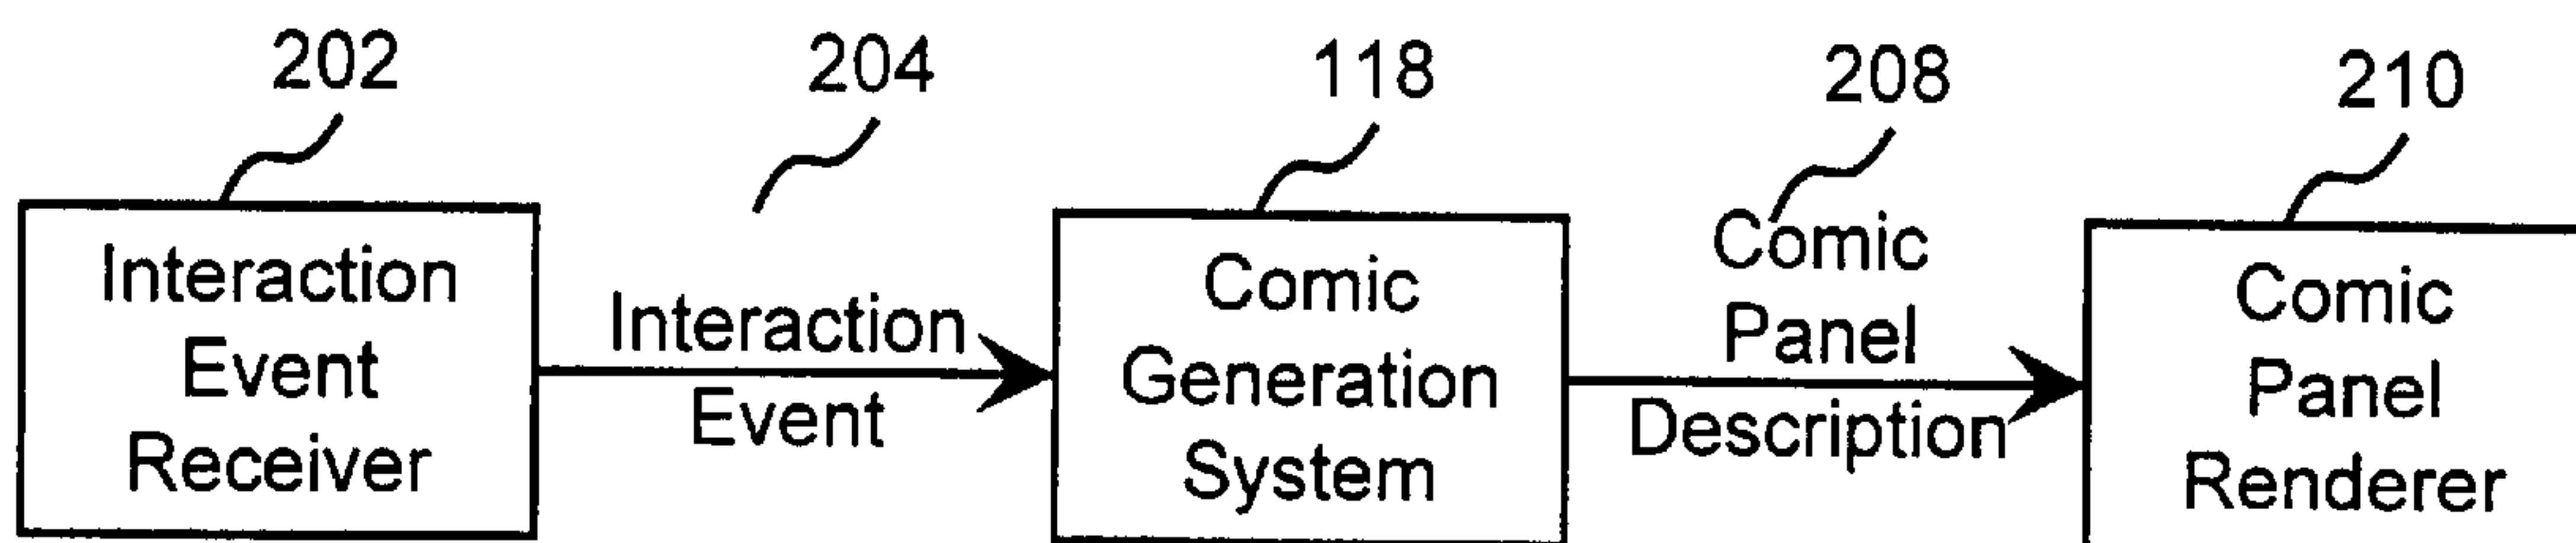 202
204
118
208
210
Interaction
Event
Receiver
Interaction
Event
Comic
Generation
System
Comic
Panel
Description
Comic
Panel
Renderer